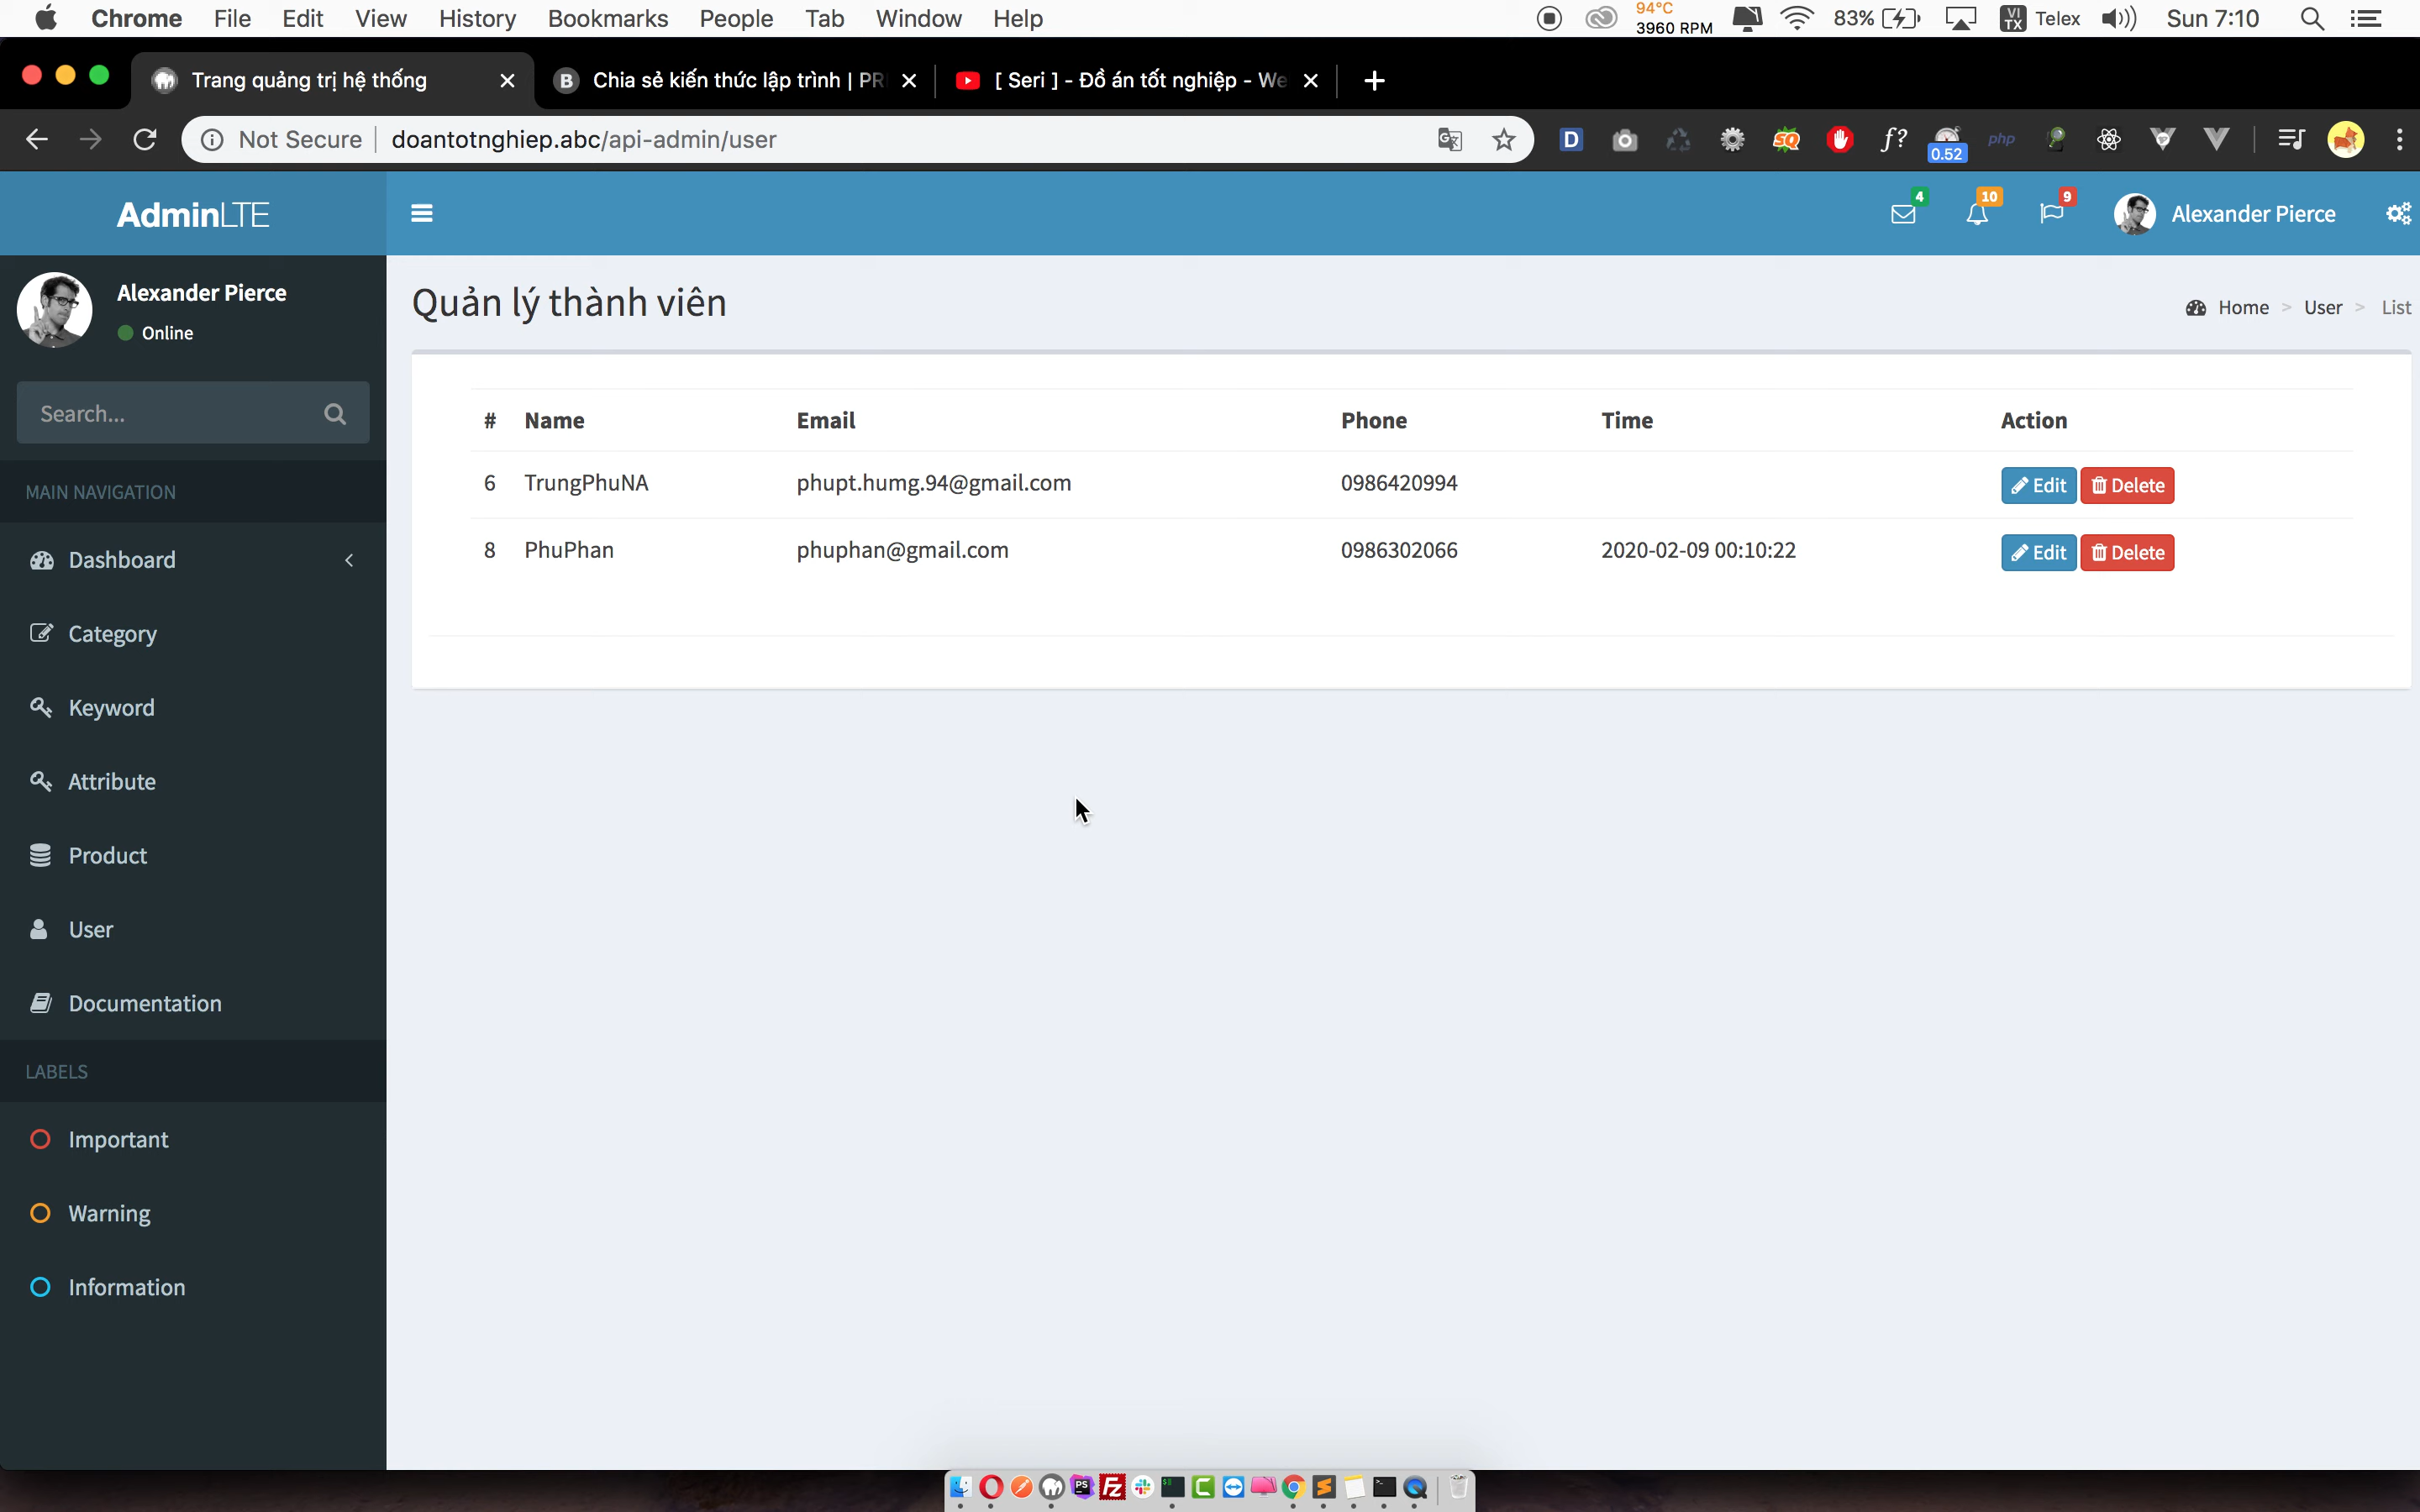 Chrome File Edit View History Bookmarks People Tab Window Help
94°C
3960 RPM
83%
VI
TX
Telex
Sun 7:10
Trang quảng trị hệ thống
B
Chia sẻ kiến thức lập trình | PR
[ Seri ] - Đồ án tốt nghiệp - We
Not Secure
doantotnghiep.abc/api-admin/user
D
SQ
f?
0.52
php
AdminLTE
4
10
9
Alexander Pierce
Alexander Pierce
Online
Search...
MAIN NAVIGATION
Dashboard
Category
Keyword
Attribute
Product
User
Documentation
LABELS
Important
Warning
Information
Quản lý thành viên
Home > User > List
# Name Email Phone Time Action
6 TrungPhuNA phupt.humg.94@gmail.com 0986420994 Edit Delete
8 PhuPhan phuphan@gmail.com 0986302066 2020-02-09 00:10:22 Edit Delete
PS
FZ